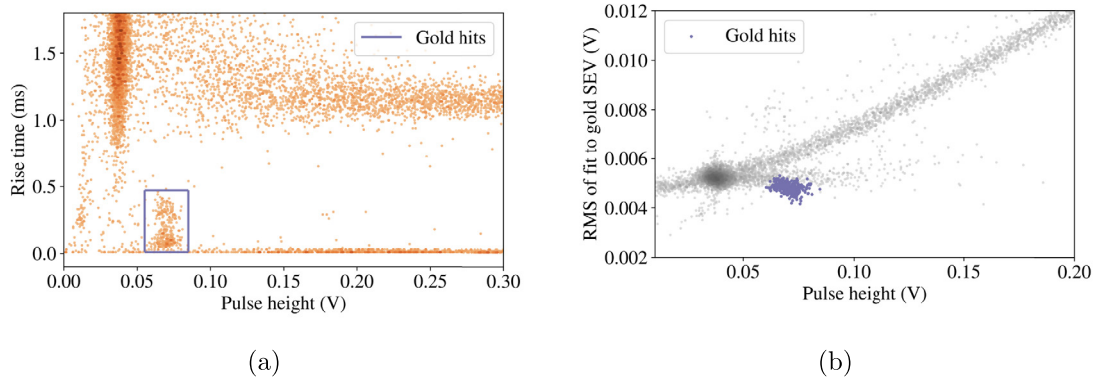 Gold hits
1.5
1.0
0.5
0.0
Rise time (ms)
0.00 0.05 0.10 0.15 0.20 0.25 0.30
Pulse height (V)
(a)
Gold hits
0.012
0.010
0.008
0.006
0.004
0.002
RMS of fit to gold SEV (V)
0.05 0.10 0.15 0.20
Pulse height (V)
(b)